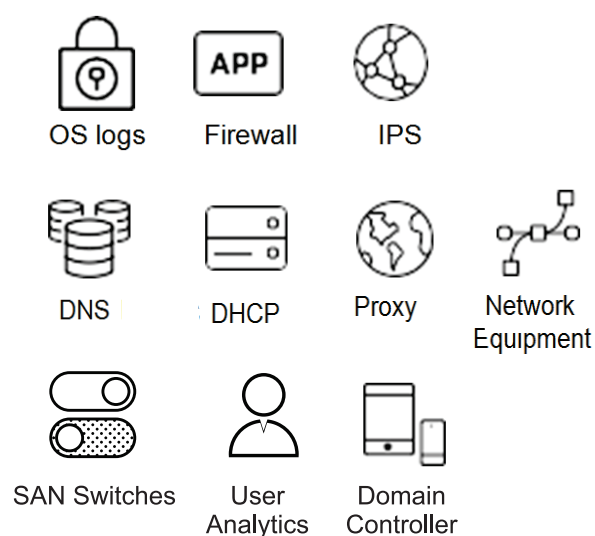 APP
OS logs
Firewall
IPS
DNS
DHCP
Proxy
Network
Equipment
SAN Switches
User
Analytics
Domain
Controller